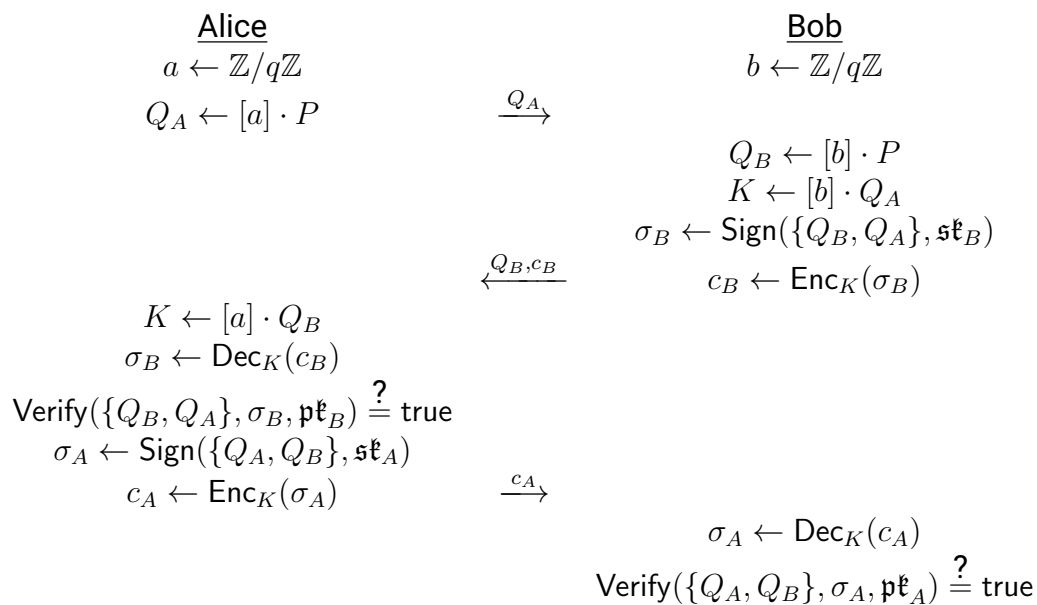 Alice Bob
a ← ℤ/qℤ b ← ℤ/qℤ
Q_A ← [a] · P Q_A ⟶
Q_B ← [b] · P
K ← [b] · Q_A
σ_B ← Sign({Q_B, Q_A}, 𝔰𝔨_B)
Q_B, c_B ⟵ c_B ← Enc_K(σ_B)
K ← [a] · Q_B
σ_B ← Dec_K(c_B)
Verify({Q_B, Q_A}, σ_B, 𝔭𝔨_B) ≟ true
σ_A ← Sign({Q_A, Q_B}, 𝔰𝔨_A)
c_A ← Enc_K(σ_A) c_A ⟶
σ_A ← Dec_K(c_A)
Verify({Q_A, Q_B}, σ_A, 𝔭𝔨_A) ≟ true